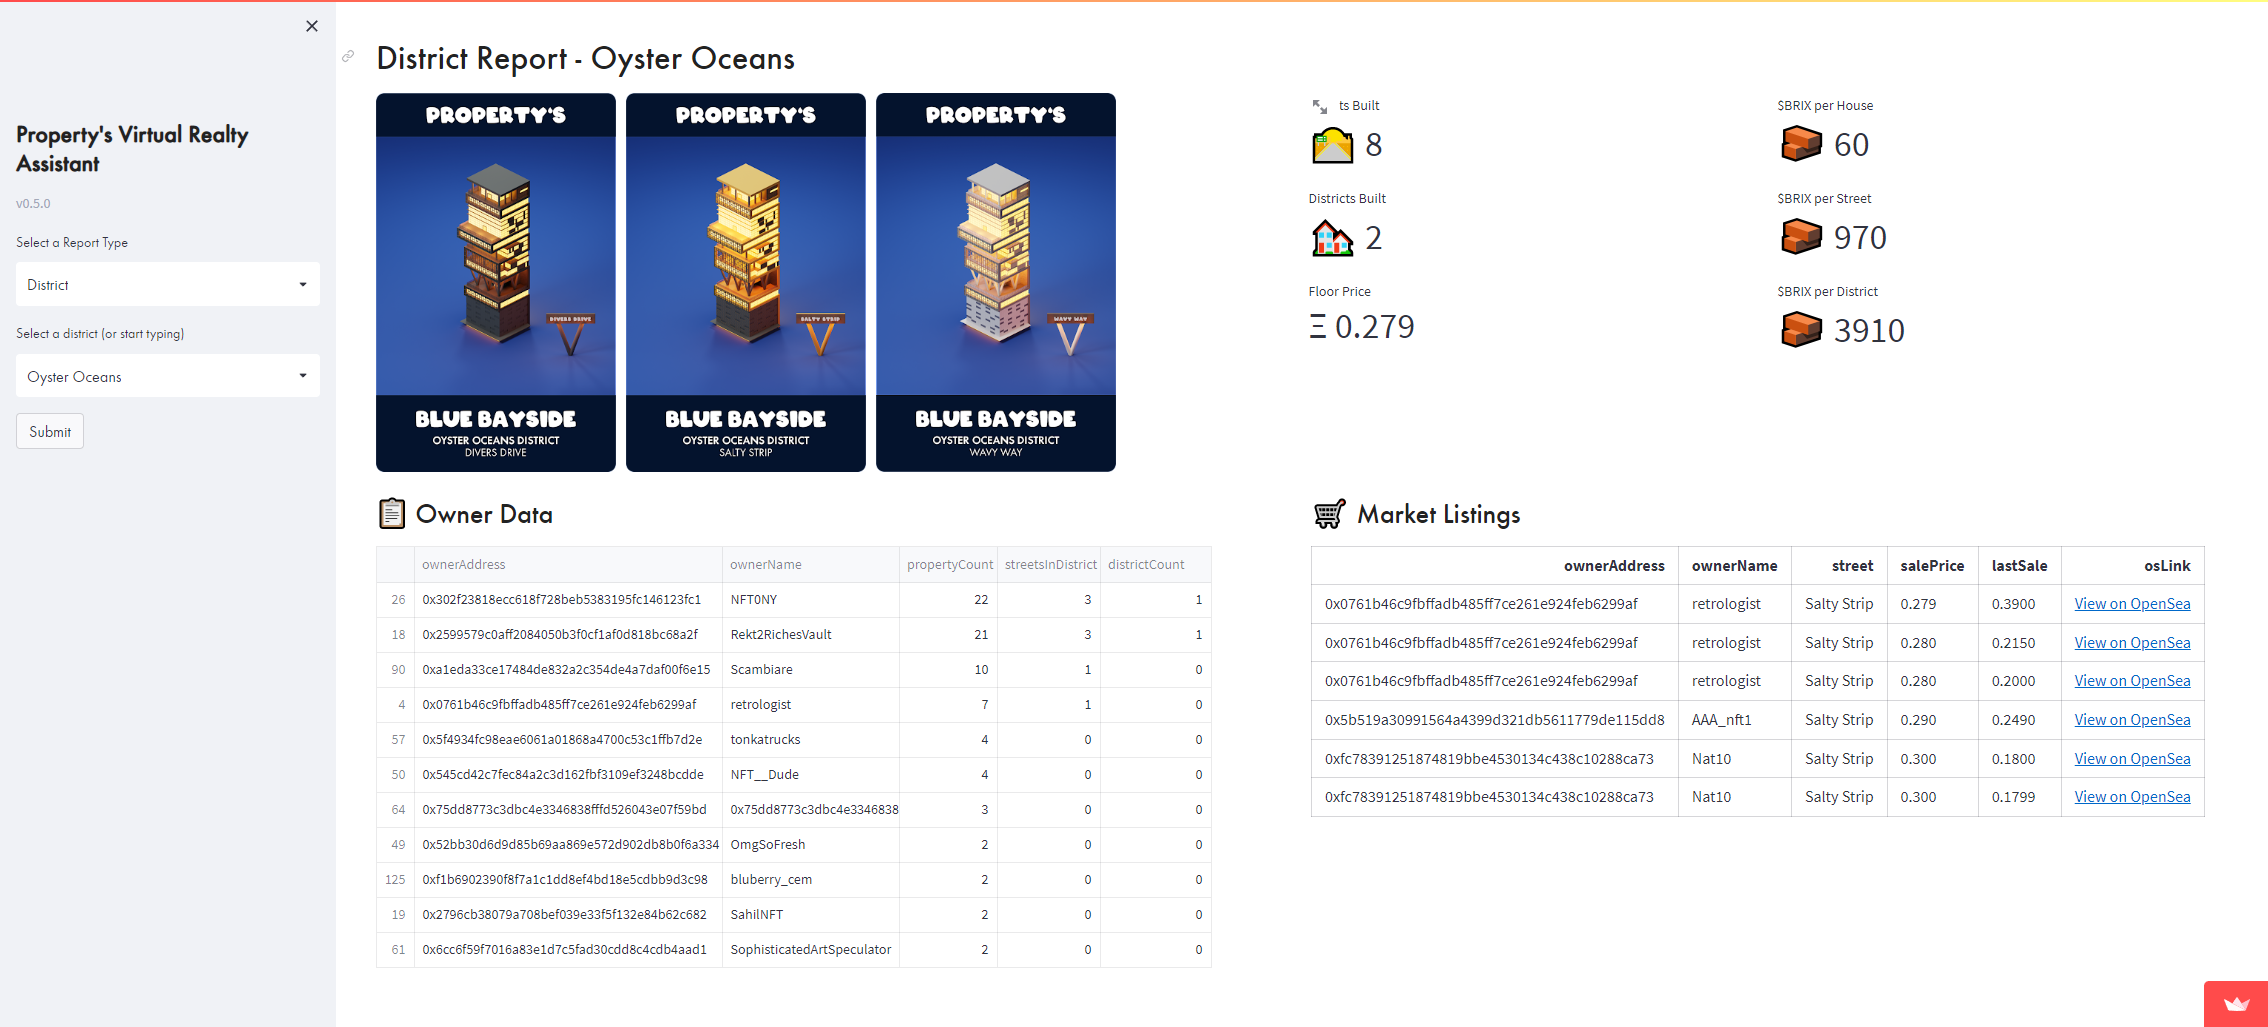 Property's Virtual Realty
Assistant
v0.5.0
Select a Report Type
District
Select a district (or start typing)
Oyster Oceans
Submit
District Report - Oyster Oceans
PROPERTY'S
DIVERS DRIVE
BLUE BAYSIDE
OYSTER OCEANS DISTRICT
DIVERS DRIVE
PROPERTY'S
SALTY STRIP
BLUE BAYSIDE
OYSTER OCEANS DISTRICT
SALTY STRIP
PROPERTY'S
WAVY WAY
BLUE BAYSIDE
OYSTER OCEANS DISTRICT
WAVY WAY
ts Built
8
Districts Built
2
Floor Price
Ξ 0.279
$BRIX per House
60
$BRIX per Street
970
$BRIX per District
3910
Owner Data
ownerAddress ownerName propertyCount streetsInDistrict districtCount
26 0x302f23818ecc618f728beb5383195fc146123fc1 NFT0NY 22 3 1
18 0x2599579c0aff2084050b3f0cf1af0d818bc68a2f Rekt2RichesVault 21 3 1
90 0xa1eda33ce17484de832a2c354de4a7daf00f6e15 Scambiare 10 1 0
4 0x0761b46c9fbffadb485ff7ce261e924feb6299af retrologist 7 1 0
57 0x5f4934fc98eae6061a01868a4700c53c1ffb7d2e tonkatrucks 4 0 0
50 0x545cd42c7fec84a2c3d162fbf3109ef3248bcdde NFT__Dude 4 0 0
64 0x75dd8773c3dbc4e3346838fffd526043e07f59bd 0x75dd8773c3dbc4e3346838 3 0 0
49 0x52bb30d6d9d85b69aa869e572d902db8b0f6a334 OmgSoFresh 2 0 0
125 0xf1b6902390f8f7a1c1dd8ef4bd18e5cdbb9d3c98 bluberry_cem 2 0 0
19 0x2796cb38079a708bef039e33f5f132e84b62c682 SahilNFT 2 0 0
61 0x6cc6f59f7016a83e1d7c5fad30cdd8c4cdb4aad1 SophisticatedArtSpeculator 2 0 0
Market Listings
ownerAddress ownerName street salePrice lastSale osLink
0x0761b46c9fbffadb485ff7ce261e924feb6299af retrologist Salty Strip 0.279 0.3900 View on OpenSea
0x0761b46c9fbffadb485ff7ce261e924feb6299af retrologist Salty Strip 0.280 0.2150 View on OpenSea
0x0761b46c9fbffadb485ff7ce261e924feb6299af retrologist Salty Strip 0.280 0.2000 View on OpenSea
0x5b519a30991564a4399d321db5611779de115dd8 AAA_nft1 Salty Strip 0.290 0.2490 View on OpenSea
0xfc78391251874819bbe4530134c438c10288ca73 Nat10 Salty Strip 0.300 0.1800 View on OpenSea
0xfc78391251874819bbe4530134c438c10288ca73 Nat10 Salty Strip 0.300 0.1799 View on OpenSea